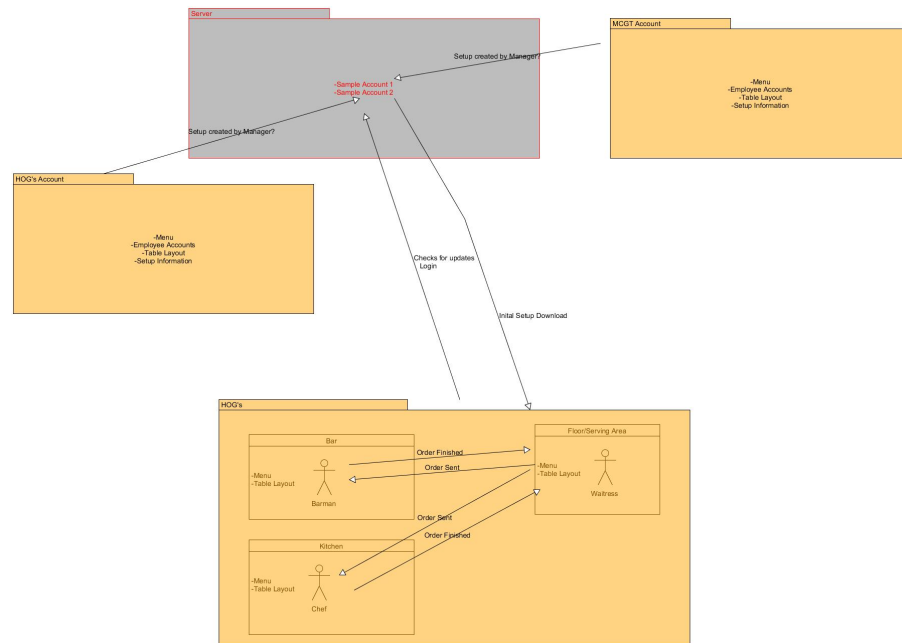 Server
MCGT Account
Setup created by Manager?
-Sample Account 1
-Sample Account 2
-Menu
-Employee Accounts
-Table Layout
-Setup Information
Setup created by Manager?
HOG's Account
-Menu
-Employee Accounts
-Table Layout
-Setup Information
Checks for updates
Login
Inital Setup Download
HOG's
Bar
-Menu
-Table Layout
Barman
Order Finished
Order Sent
Floor/Serving Area
-Menu
-Table Layout
Waitress
Order Sent
Order Finished
Kitchen
-Menu
-Table Layout
Chef